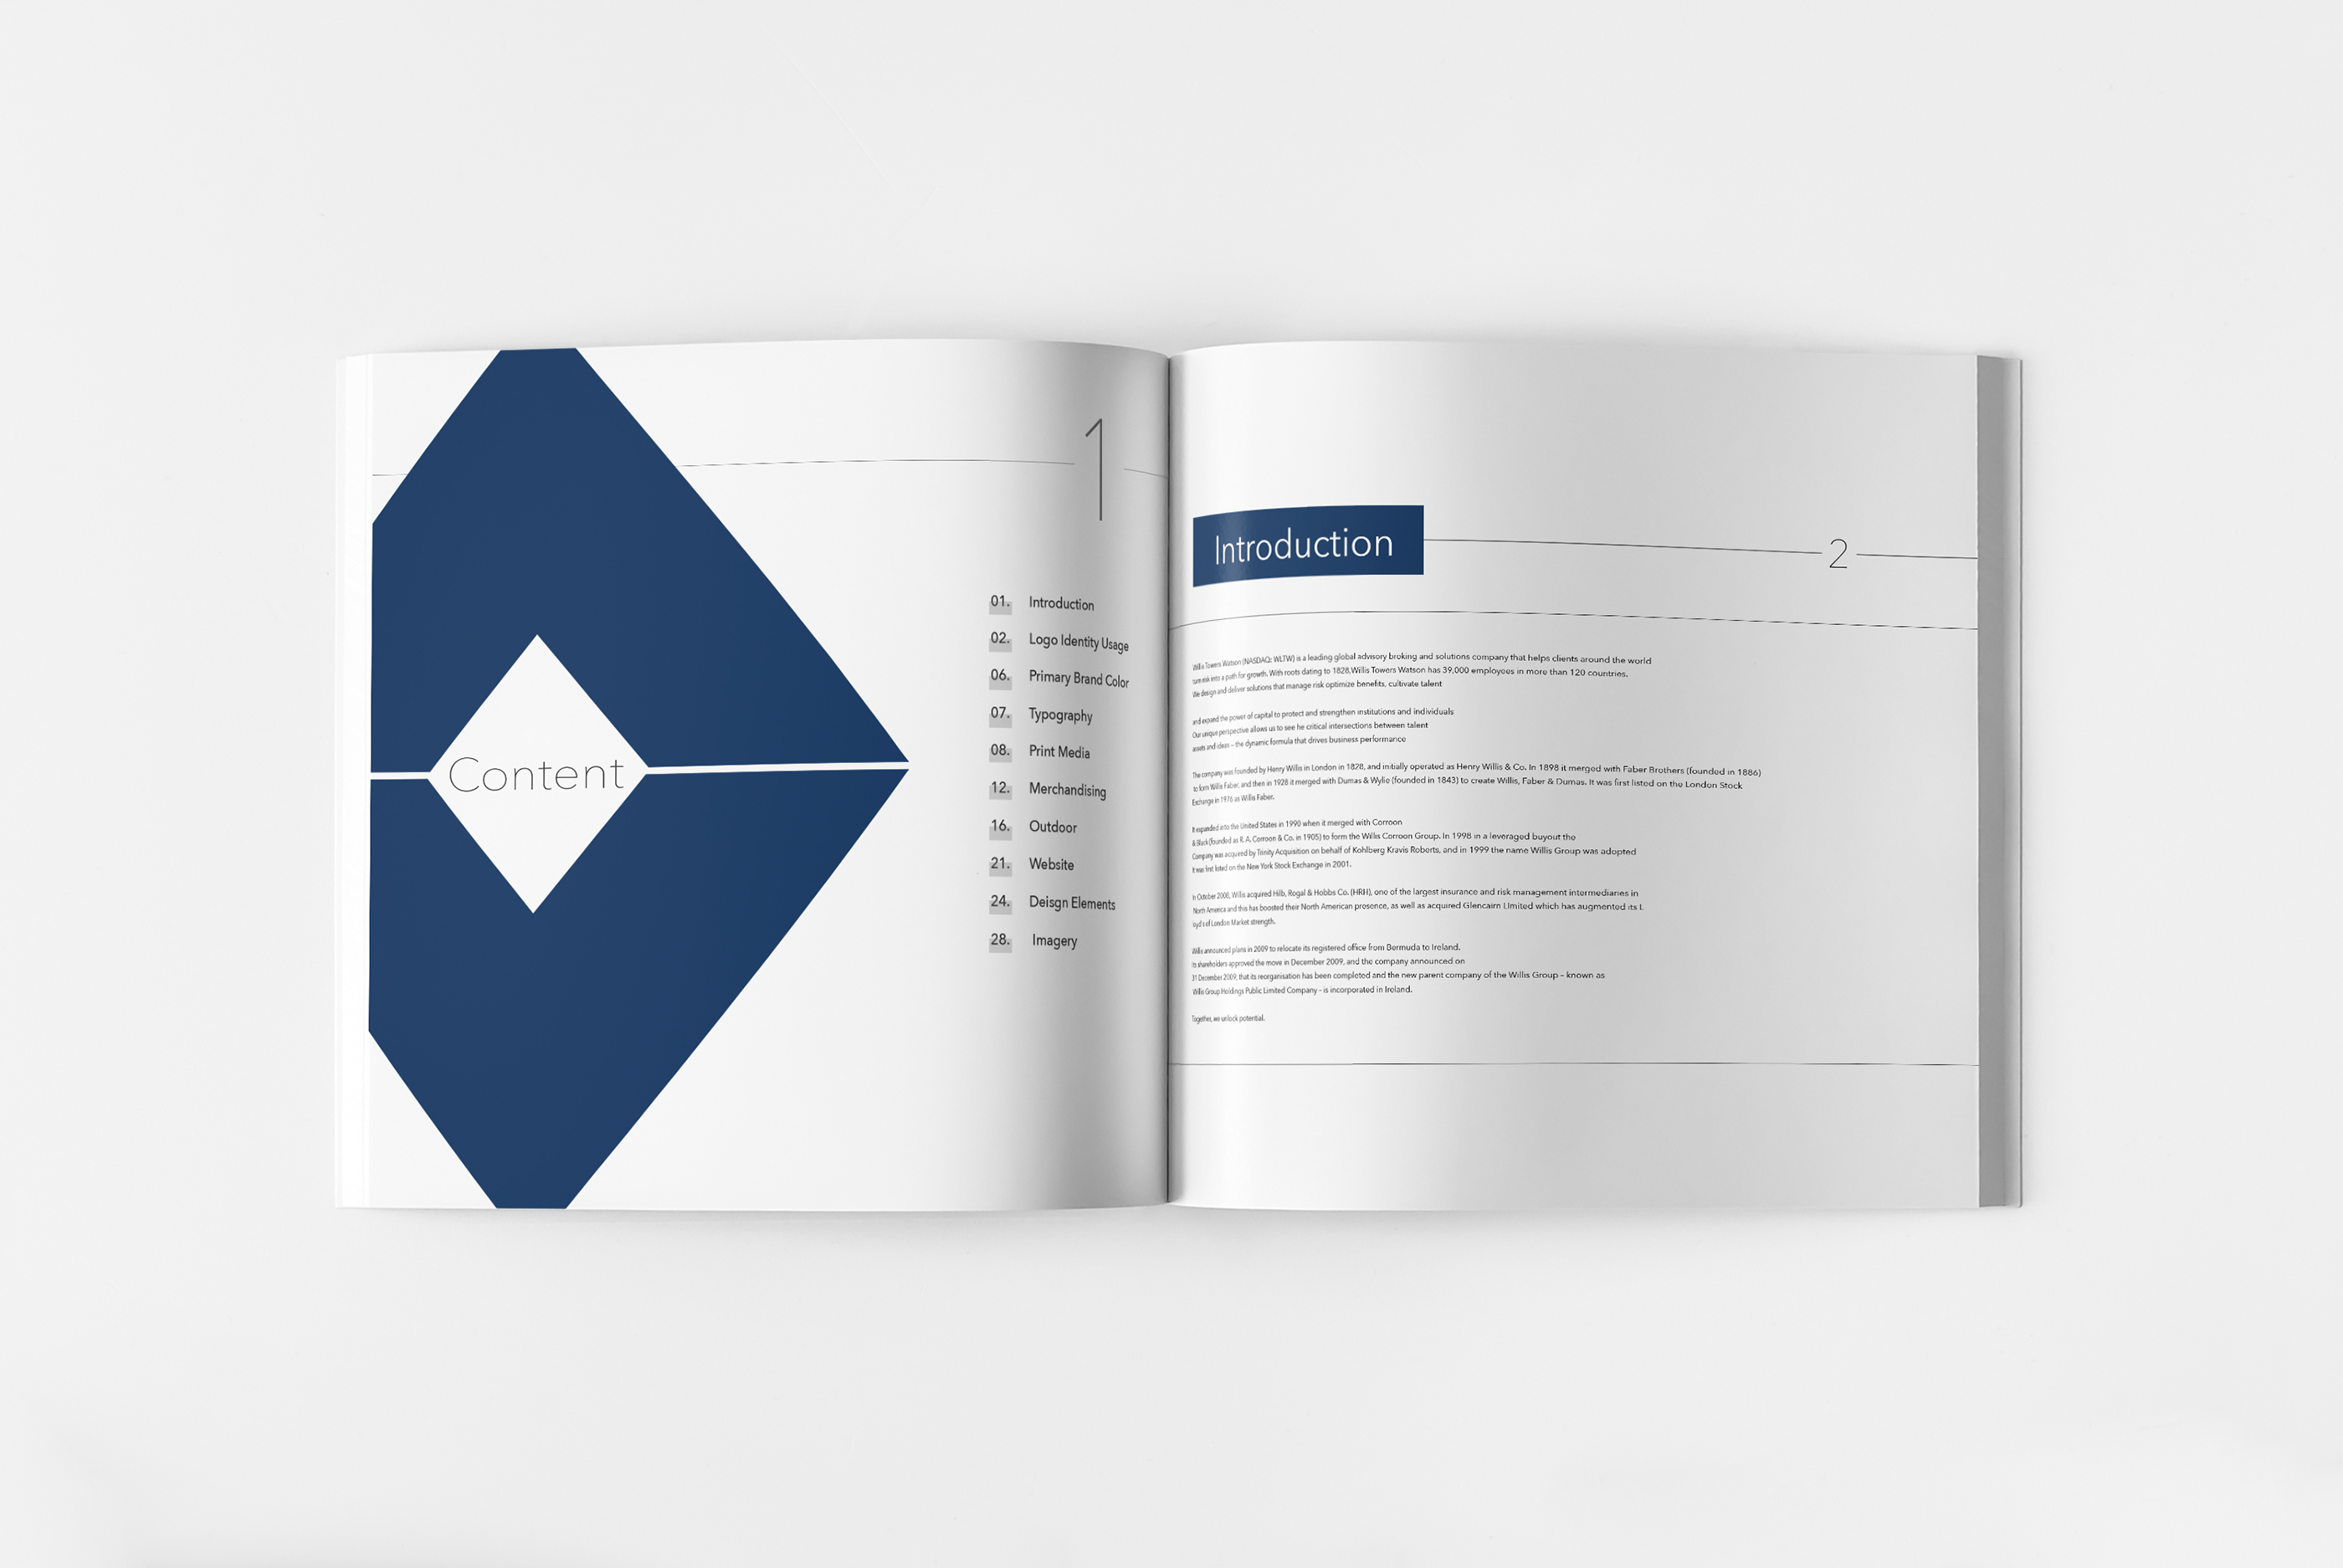 1
Content
01. Introduction
02. Logo Identity Usage
06. Primary Brand Color
07. Typography
08. Print Media
12. Merchandising
16. Outdoor
21. Website
24. Deisgn Elements
28. Imagery
Introduction
2
Willis Towers Watson (NASDAQ: WLTW) is a leading global advisory broking and solutions company that helps clients around the world
turn risk into a path for growth. With roots dating to 1828,Willis Towers Watson has 39,000 employees in more than 120 countries.
We design and deliver solutions that manage risk optimize benefits, cultivate talent
and expand the power of capital to protect and strengthen institutions and individuals
Our unique perspective allows us to see he critical intersections between talent
assets and ideas – the dynamic formula that drives business performance
The company was founded by Henry Willis in London in 1828, and initially operated as Henry Willis & Co. In 1898 it merged with Faber Brothers (founded in 1886)
to form Willis Faber, and then in 1928 it merged with Dumas & Wylie (founded in 1843) to create Willis, Faber & Dumas. It was first listed on the London Stock
Exchange in 1976 as Willis Faber.
It expanded into the United States in 1990 when it merged with Corroon
& Black (founded as R. A. Corroon & Co. in 1905) to form the Willis Corroon Group. In 1998 in a leveraged buyout the
Company was acquired by Trinity Acquisition on behalf of Kohlberg Kravis Roberts, and in 1999 the name Willis Group was adopted
It was first listed on the New York Stock Exchange in 2001.
In October 2008, Willis acquired Hilb, Rogal & Hobbs Co. (HRH), one of the largest insurance and risk management intermediaries in
North America and this has boosted their North American presence, as well as acquired Glencairn Limited which has augmented its L
loyd's of London Market strength.
Willis announced plans in 2009 to relocate its registered office from Bermuda to Ireland.
Its shareholders approved the move in December 2009, and the company announced on
31 December 2009, that its reorganisation has been completed and the new parent company of the Willis Group – known as
Willis Group Holdings Public Limited Company – is incorporated in Ireland.
Together, we unlock potential.